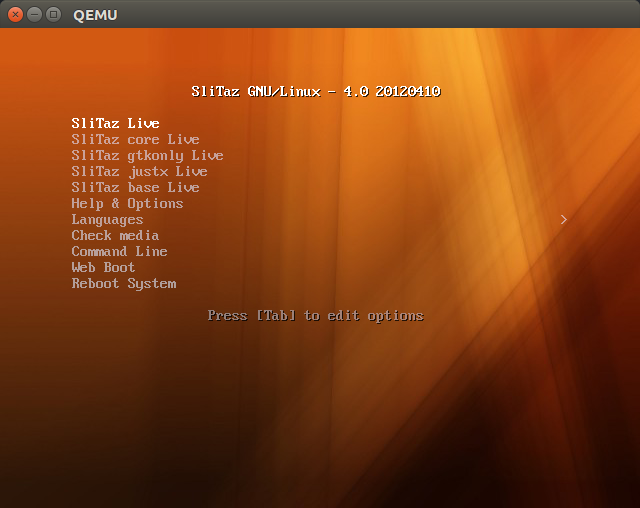 QEMU
SliTaz GNU/Linux - 4.0 20120410
SliTaz Live
SliTaz core Live
SliTaz gtkonly Live
SliTaz justx Live
SliTaz base Live
Help & Options
Languages >
Check media
Command Line
Web Boot
Reboot System
Press [Tab] to edit options